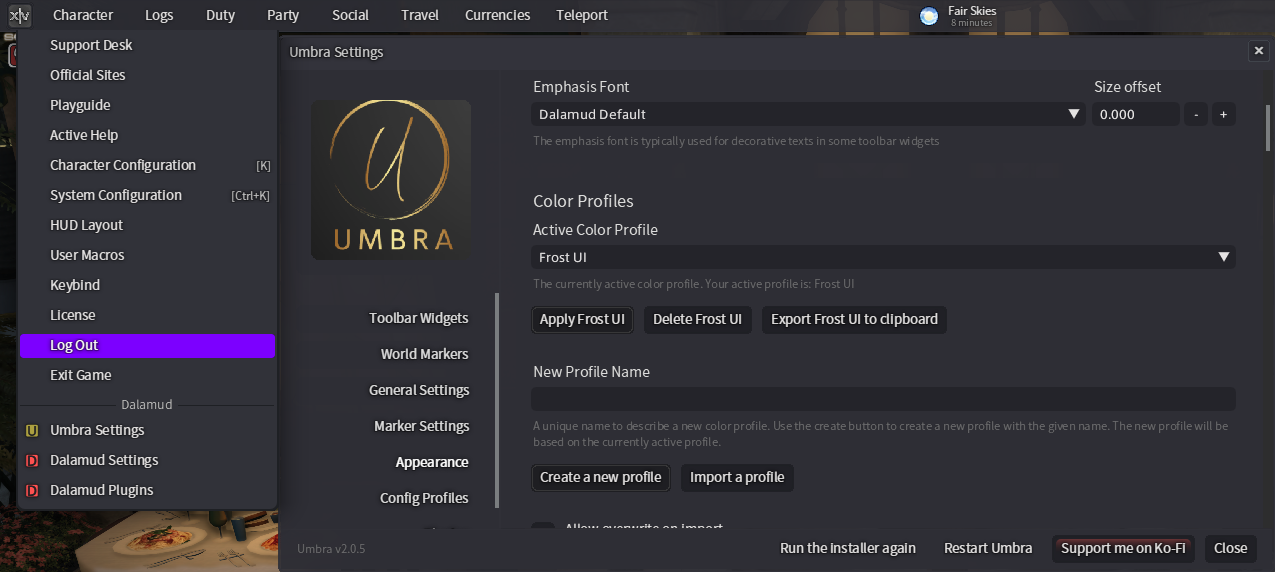 XIV Character Logs Duty Party Social Travel Currencies Teleport Fair Skies
8 minutes
Support Desk
Official Sites
Playguide
Active Help
Character Configuration [K]
System Configuration [Ctrl+K]
HUD Layout
User Macros
Keybind
License
Log Out
Exit Game
Dalamud
U Umbra Settings
D Dalamud Settings
D Dalamud Plugins
Umbra Settings
U
UMBRA
Toolbar Widgets
World Markers
General Settings
Marker Settings
Appearance
Config Profiles
Emphasis Font Size offset
Dalamud Default 0.000 - +
The emphasis font is typically used for decorative texts in some toolbar widgets
Color Profiles
Active Color Profile
Frost UI
The currently active color profile. Your active profile is: Frost UI
Apply Frost UI Delete Frost UI Export Frost UI to clipboard
New Profile Name
A unique name to describe a new color profile. Use the create button to create a new profile with the given name. The new profile will be
based on the currently active profile.
Create a new profile Import a profile
Allow overwrite on import
Umbra v2.0.5 Run the installer again Restart Umbra Support me on Ko-Fi Close